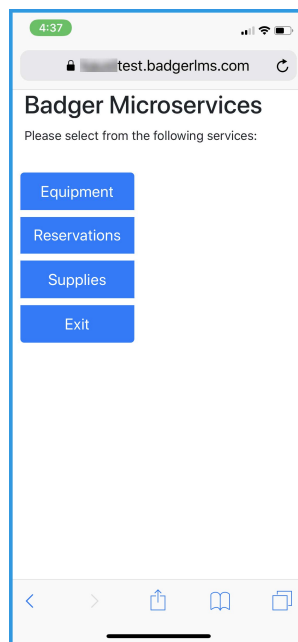 4:37
test.badgerlms.com
Badger Microservices
Please select from the following services:
Equipment
Reservations
Supplies
Exit